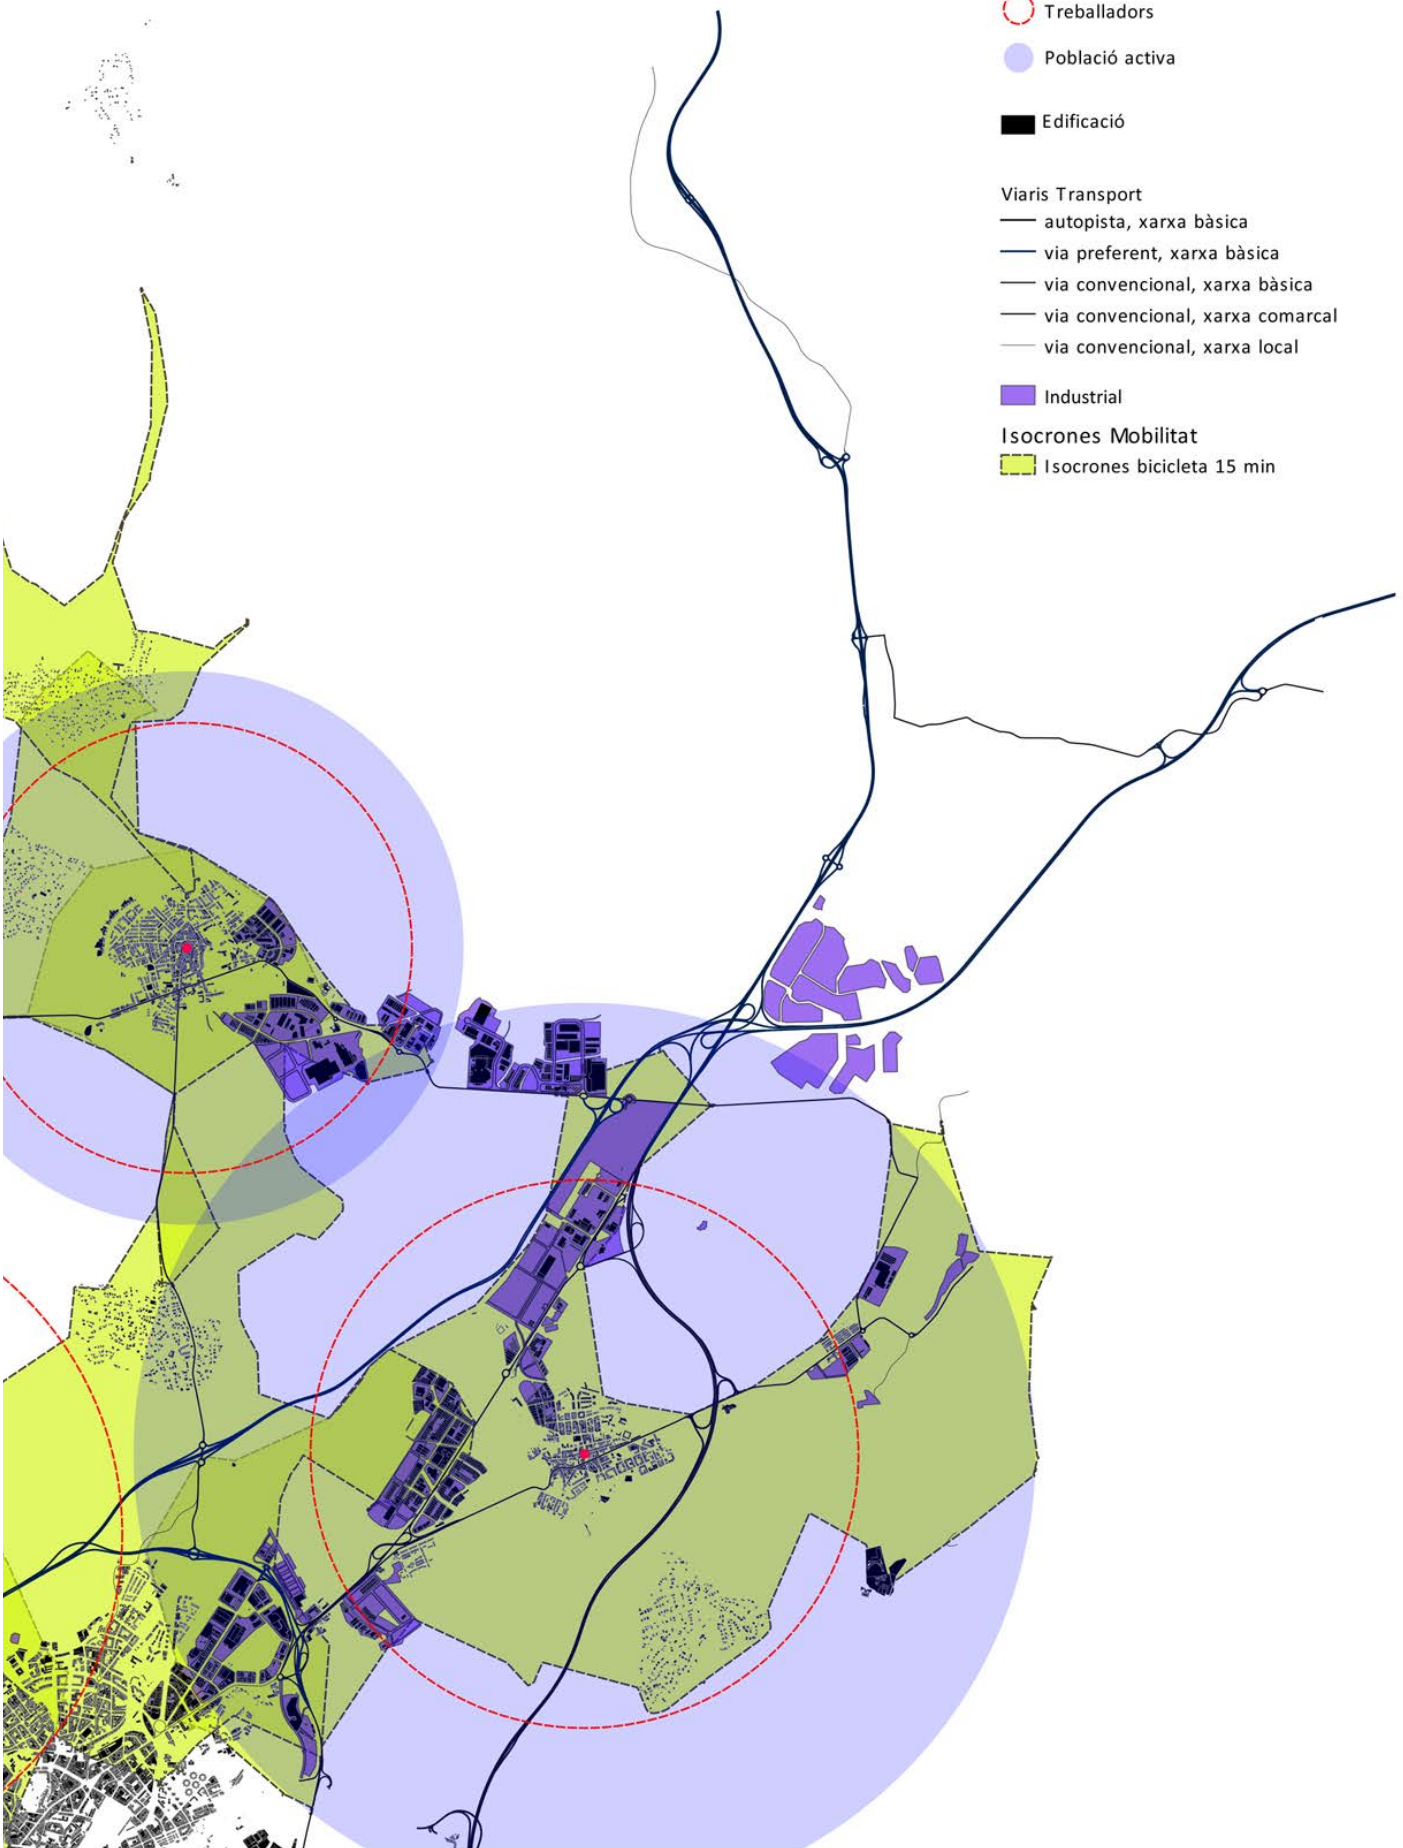 Treballadors
Població activa
Edificació
Viaris Transport
autopista, xarxa bàsica
via preferent, xarxa bàsica
via convencional, xarxa bàsica
via convencional, xarxa comarcal
via convencional, xarxa local
Industrial
Isocrones Mobilitat
Isocrones bicicleta 15 min